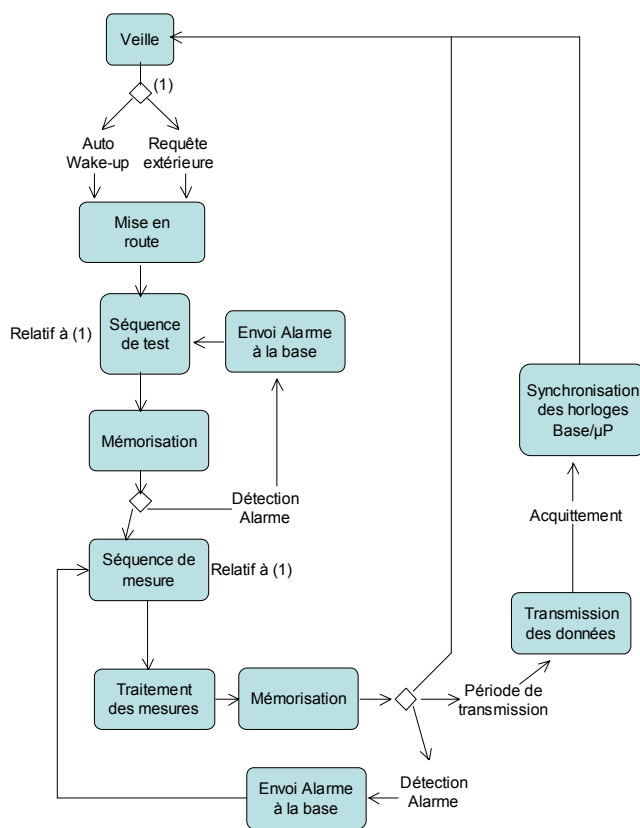 Veille
(1)
Auto
Wake-up
Requête
extérieure
Mise en
route
Relatif à (1)
Séquence
de test
Envoi Alarme
à la base
Mémorisation
Détection
Alarme
Séquence de
mesure
Relatif à (1)
Traitement
des mesures
Mémorisation
Période de
transmission
Détection
Alarme
Envoi Alarme
à la base
Transmission
des données
Acquittement
Synchronisation
des horloges
Base/µP